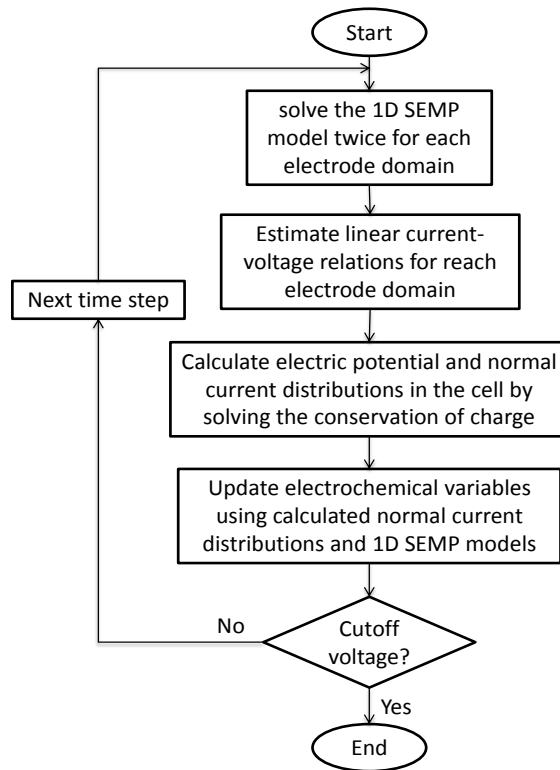 Start
solve the 1D SEMP
model twice for each
electrode domain
Estimate linear current-
voltage relations for reach
electrode domain
Next time step
Calculate electric potential and normal
current distributions in the cell by
solving the conservation of charge
Update electrochemical variables
using calculated normal current
distributions and 1D SEMP models
No
Cutoff
voltage?
Yes
End